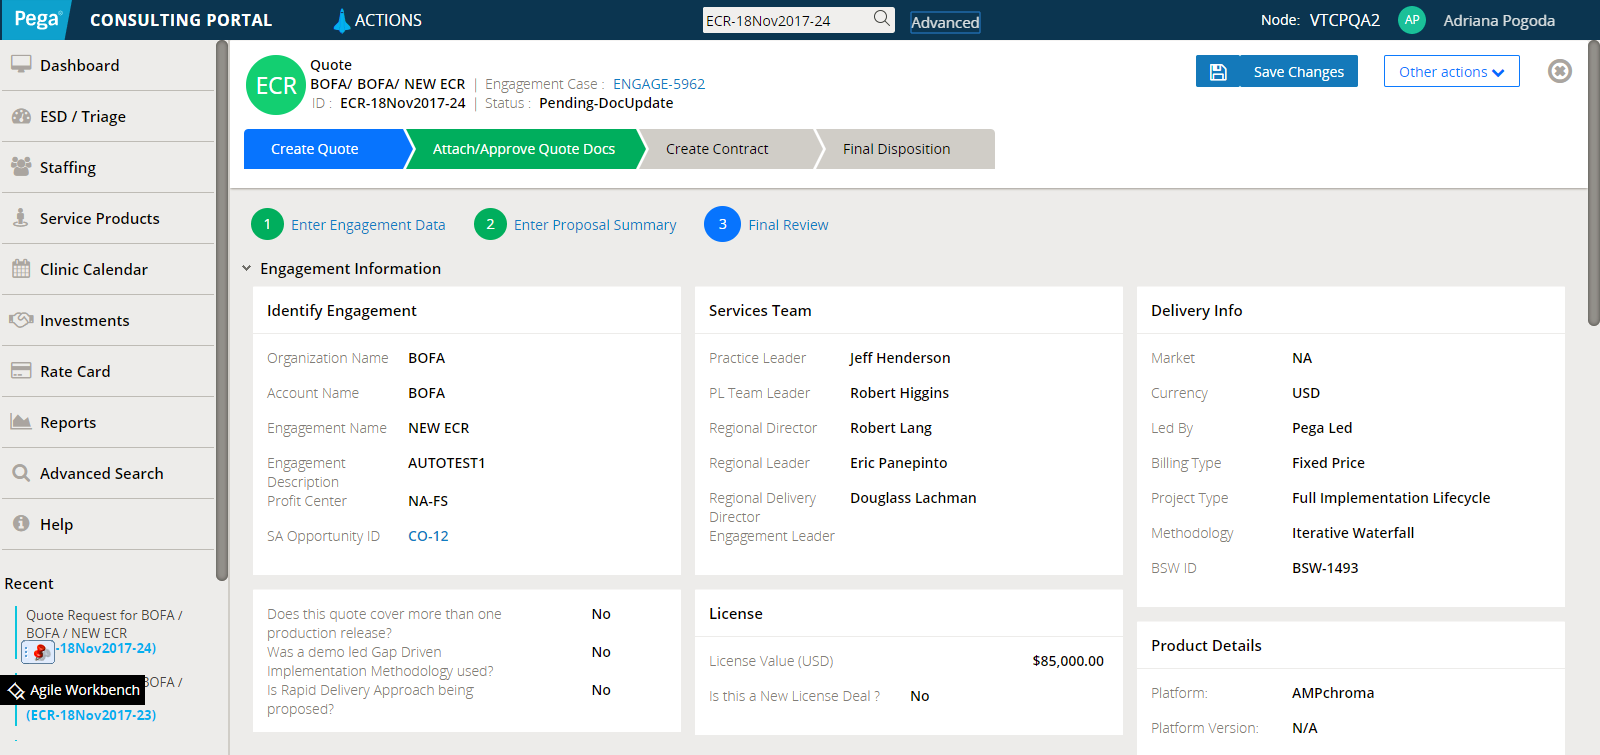 Pega CONSULTING PORTAL ACTIONS ECR-18Nov2017-24 Advanced Node: VTCPQA2 AP Adriana Pogoda
Dashboard
ESD / Triage
Staffing
Service Products
Clinic Calendar
Investments
Rate Card
Reports
Advanced Search
Help
Recent
Quote Request for BOFA /
BOFA / NEW ECR
-18Nov2017-24)
BOFA /
Agile Workbench
(ECR-18Nov2017-23)
ECR
Quote
BOFA/ BOFA/ NEW ECR | Engagement Case : ENGAGE-5962
ID : ECR-18Nov2017-24 | Status : Pending-DocUpdate
Save Changes
Other actions
Create Quote
Attach/Approve Quote Docs
Create Contract
Final Disposition
1 Enter Engagement Data
2 Enter Proposal Summary
3 Final Review
Engagement Information
Identify Engagement
Organization Name BOFA
Account Name BOFA
Engagement Name NEW ECR
Engagement AUTOTEST1
Description
Profit Center NA-FS
SA Opportunity ID CO-12
Does this quote cover more than one No
production release?
Was a demo led Gap Driven No
Implementation Methodology used?
Is Rapid Delivery Approach being No
proposed?
Services Team
Practice Leader Jeff Henderson
PL Team Leader Robert Higgins
Regional Director Robert Lang
Regional Leader Eric Panepinto
Regional Delivery Douglass Lachman
Director
Engagement Leader
License
License Value (USD) $85,000.00
Is this a New License Deal ? No
Delivery Info
Market NA
Currency USD
Led By Pega Led
Billing Type Fixed Price
Project Type Full Implementation Lifecycle
Methodology Iterative Waterfall
BSW ID BSW-1493
Product Details
Platform: AMPchroma
Platform Version: N/A